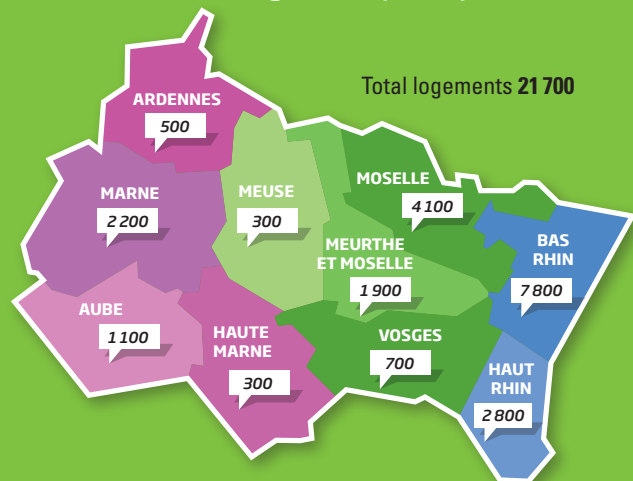 Total logements 21 700
ARDENNES
500
MARNE
2 200
MEUSE
300
MOSELLE
4 100
MEURTHE
ET MOSELLE
1 900
BAS
RHIN
7 800
AUBE
1 100
HAUTE
MARNE
300
VOSGES
700
HAUT
RHIN
2 800